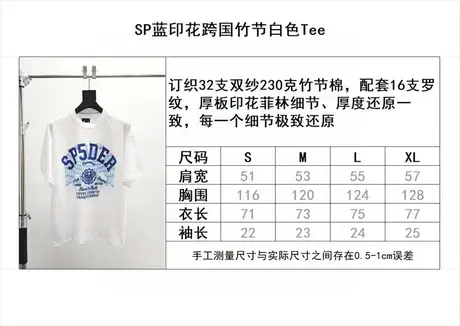 SP蓝印花跨国竹节白色Tee
订织32支双纱230克竹节棉，配套16支罗
纹，厚板印花菲林细节、厚度还原一
致，每一个细节极致还原
尺码 S M L XL
肩宽 51 53 55 57
胸围 116 120 124 128
衣长 71 73 75 77
袖长 22 23 24 25
手工测量尺寸与实际尺寸之间存在0.5-1cm误差
SP5DER